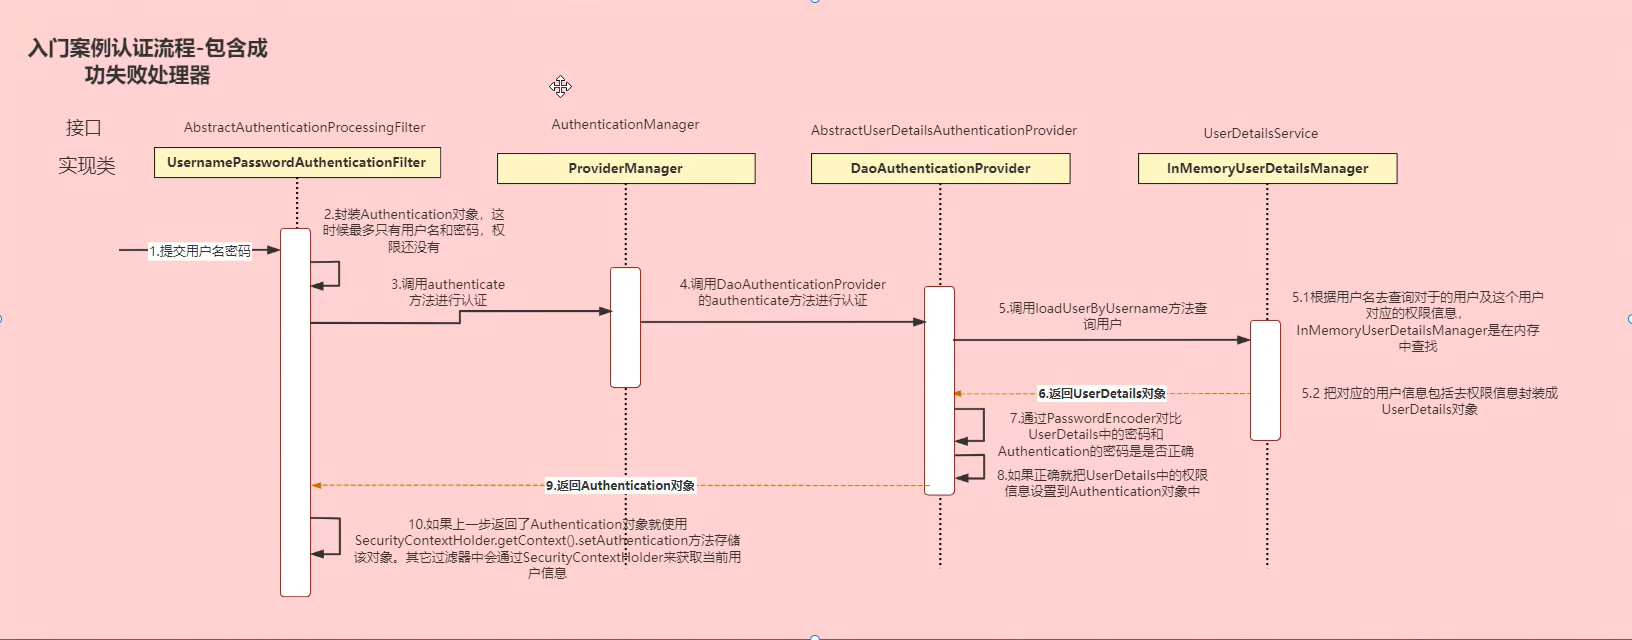 入门案例认证流程-包含成
功失败处理器
接口
AbstractAuthenticationProcessingFilter
AuthenticationManager
AbstractUserDetailsAuthenticationProvider
UserDetailsService
实现类
UsernamePasswordAuthenticationFilter
ProviderManager
DaoAuthenticationProvider
InMemoryUserDetailsManager
1.提交用户名密码
2.封装Authentication对象，这
时候最多只有用户名和密码，权
限还没有
3.调用authenticate
方法进行认证
4.调用DaoAuthenticationProvider
的authenticate方法进行认证
5.调用loadUserByUsername方法查
询用户
5.1根据用户名去查询对于的用户及这个用户
对应的权限信息，
InMemoryUserDetailsManager是在内存
中查找
5.2 把对应的用户信息包括去权限信息封装成
UserDetails对象
6.返回UserDetails对象
7.通过PasswordEncoder对比
UserDetails中的密码和
Authentication的密码是是否正确
8.如果正确就把UserDetails中的权限
信息设置到Authentication对象中
9.返回Authentication对象
10.如果上一步返回了Authentication对象就使用
SecurityContextHolder.getContext().setAuthentication方法存储
该对象。其它过滤器中会通过SecurityContextHolder来获取当前用
户信息